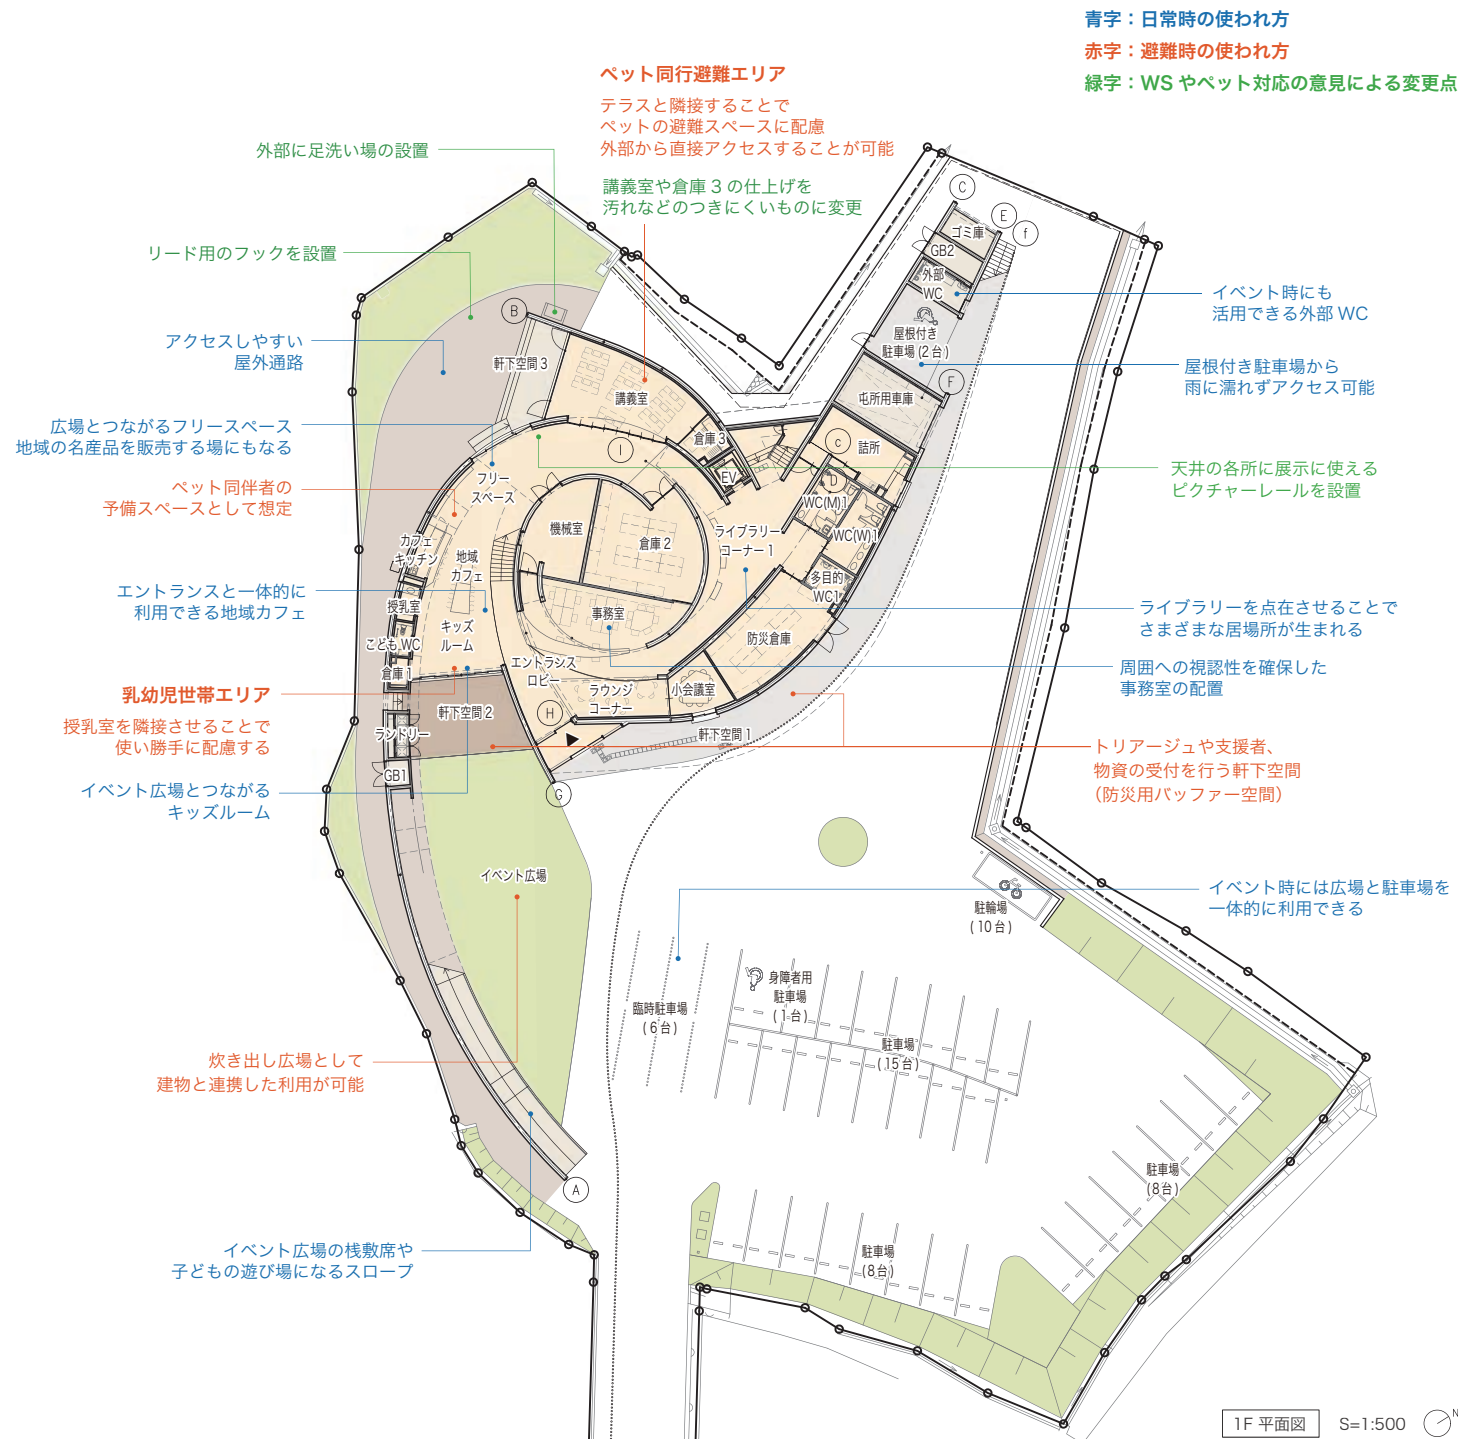 青字：日常時の使われ方
赤字：避難時の使われ方
緑字：WS やペット対応の意見による変更点
ペット同行避難エリア
テラスと隣接することで
ペットの避難スペースに配慮
外部から直接アクセスすることが可能
講義室や倉庫 3 の仕上げを
汚れなどのつきにくいものに変更
外部に足洗い場の設置
リード用のフックを設置
アクセスしやすい
屋外通路
広場とつながるフリースペース
地域の名産品を販売する場にもなる
ペット同伴者の
予備スペースとして想定
エントランスと一体的に
利用できる地域カフェ
乳幼児世帯エリア
授乳室を隣接させることで
使い勝手に配慮する
イベント広場とつながる
キッズルーム
炊き出し広場として
建物と連携した利用が可能
イベント広場の桟敷席や
子どもの遊び場になるスロープ
イベント時にも
活用できる外部 WC
屋根付き駐車場から
雨に濡れずアクセス可能
天井の各所に展示に使える
ピクチャーレールを設置
ライブラリーを点在させることで
さまざまな居場所が生まれる
周囲への視認性を確保した
事務室の配置
トリアージュや支援者、
物資の受付を行う軒下空間
（防災用バッファー空間）
イベント時には広場と駐車場を
一体的に利用できる
C
E
f
ゴミ庫
GB2
外部
WC
屋根付き
駐車場 (2 台)
F
屯所用車庫
B
軒下空間 3
講義室
倉庫 3
I
EV
c
詰所
D
WC(M)1
WC(W)1
多目的
WC1
フリー
スペース
機械室
倉庫 2
ライブラリー
コーナー 1
カフェ
キッチン
地域
カフェ
授乳室
こども WC
キッズ
ルーム
倉庫 1
事務室
防災倉庫
エントランス
ロビー
ラウンジ
コーナー
小会議室
H
軒下空間 2
軒下空間 1
ランドリー
GB1
G
イベント広場
駐輪場
( 10 台 )
臨時駐車場
( 6 台 )
身障者用
駐車場
( 1 台 )
駐車場
( 15 台 )
駐車場
(8台)
駐車場
(8台)
A
1F 平面図
S=1:500
N